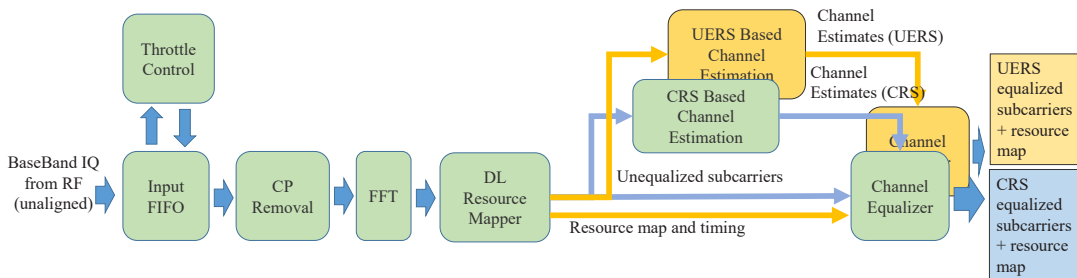 Throttle
Control
BaseBand IQ
from RF
(unaligned)
Input
FIFO
CP
Removal
FFT
DL
Resource
Mapper
UERS Based
Channel
Estimation
CRS Based
Channel
Estimation
Channel
Estimates (UERS)
Channel
Estimates (CRS)
Unequalized subcarriers
Resource map and timing
Channel
Channel
Equalizer
UERS
equalized
subcarriers
+ resource
map
CRS
equalized
subcarriers
+ resource
map